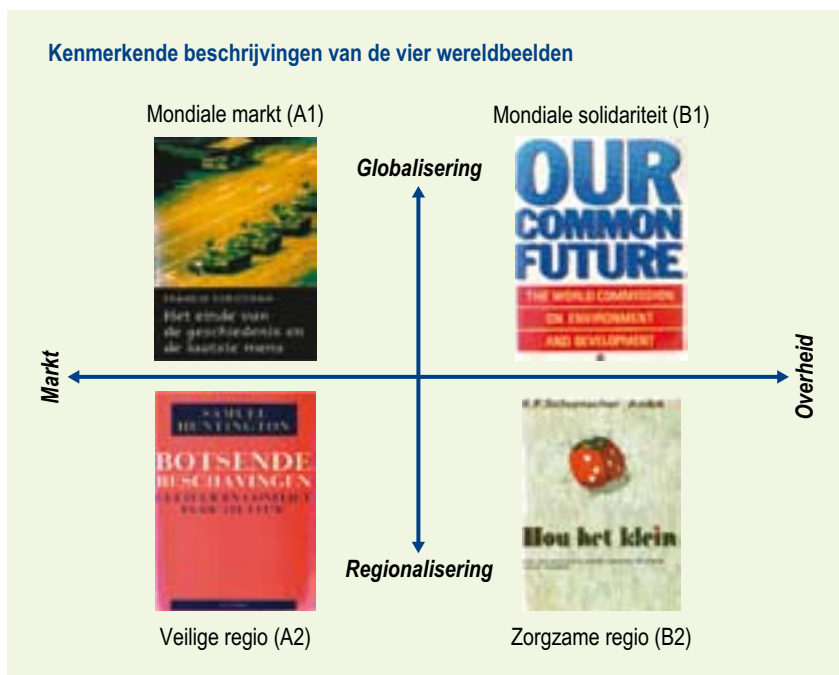 Kenmerkende beschrijvingen van de vier wereldbeelden
Mondiale markt (A1)
Mondiale solidariteit (B1)
Globalisering
OUR
COMMON
FUTURE
THE WORLD COMMISSION
ON ENVIRONMENT
AND DEVELOPMENT
Het einde van
de geschiedenis en
de laatste mens
Markt
Overheid
SAMUEL
HUNTINGTON
BOTSENDE
BESCHAVINGEN
E.F. Schumacher
Hou het klein
Regionalisering
Veilige regio (A2)
Zorgzame regio (B2)